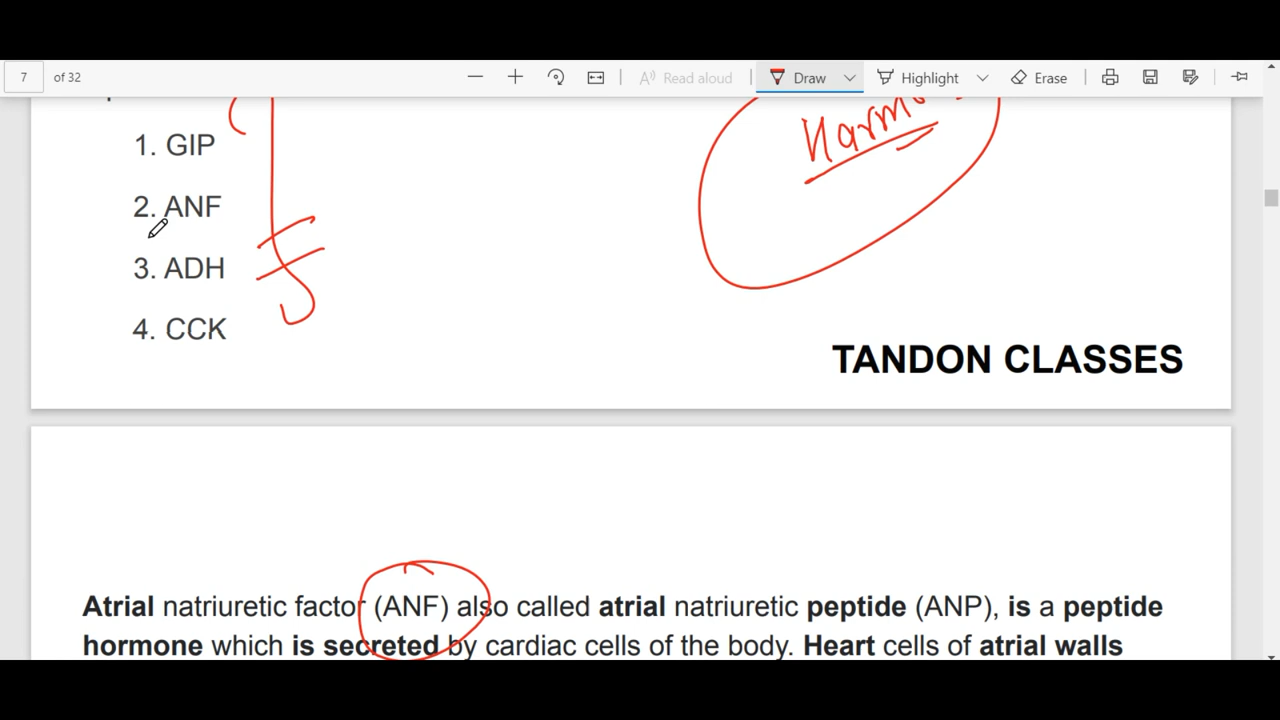 7 of 32 Read aloud Draw Highlight Erase
1. GIP
2. ANF
3. ADH
4. CCK
TANDON CLASSES
Atrial natriuretic factor (ANF) also called atrial natriuretic peptide (ANP), is a peptide
hormone which is secreted by cardiac cells of the body. Heart cells of atrial walls